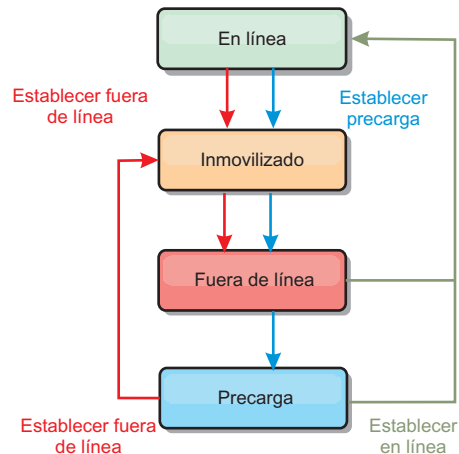 En línea
Establecer fuera
de línea
Establecer
precarga
Inmovilizado
Fuera de línea
Precarga
Establecer fuera
de línea
Establecer
en línea